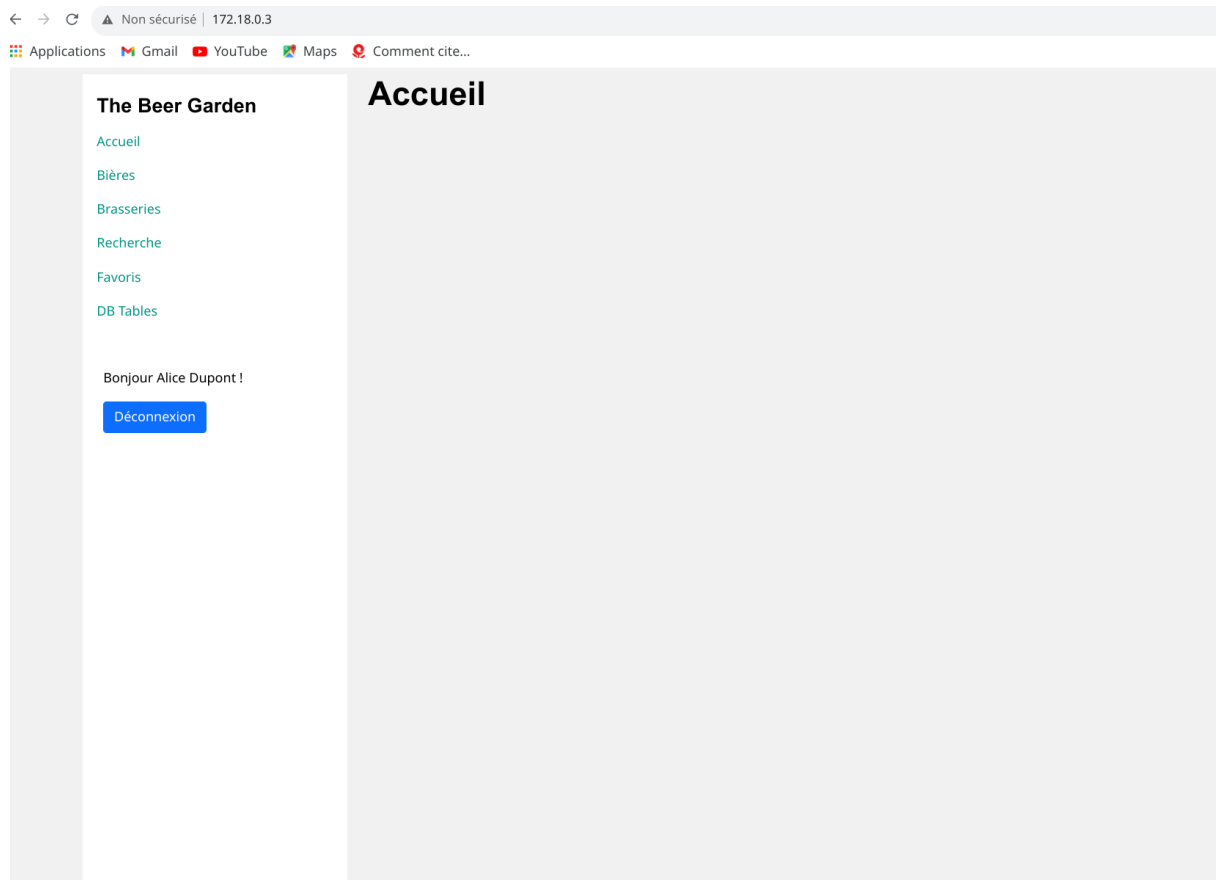 Non sécurisé | 172.18.0.3
Applications Gmail YouTube Maps Comment cite...
The Beer Garden
Accueil
Bières
Brasseries
Recherche
Favoris
DB Tables
Bonjour Alice Dupont !
Déconnexion
Accueil